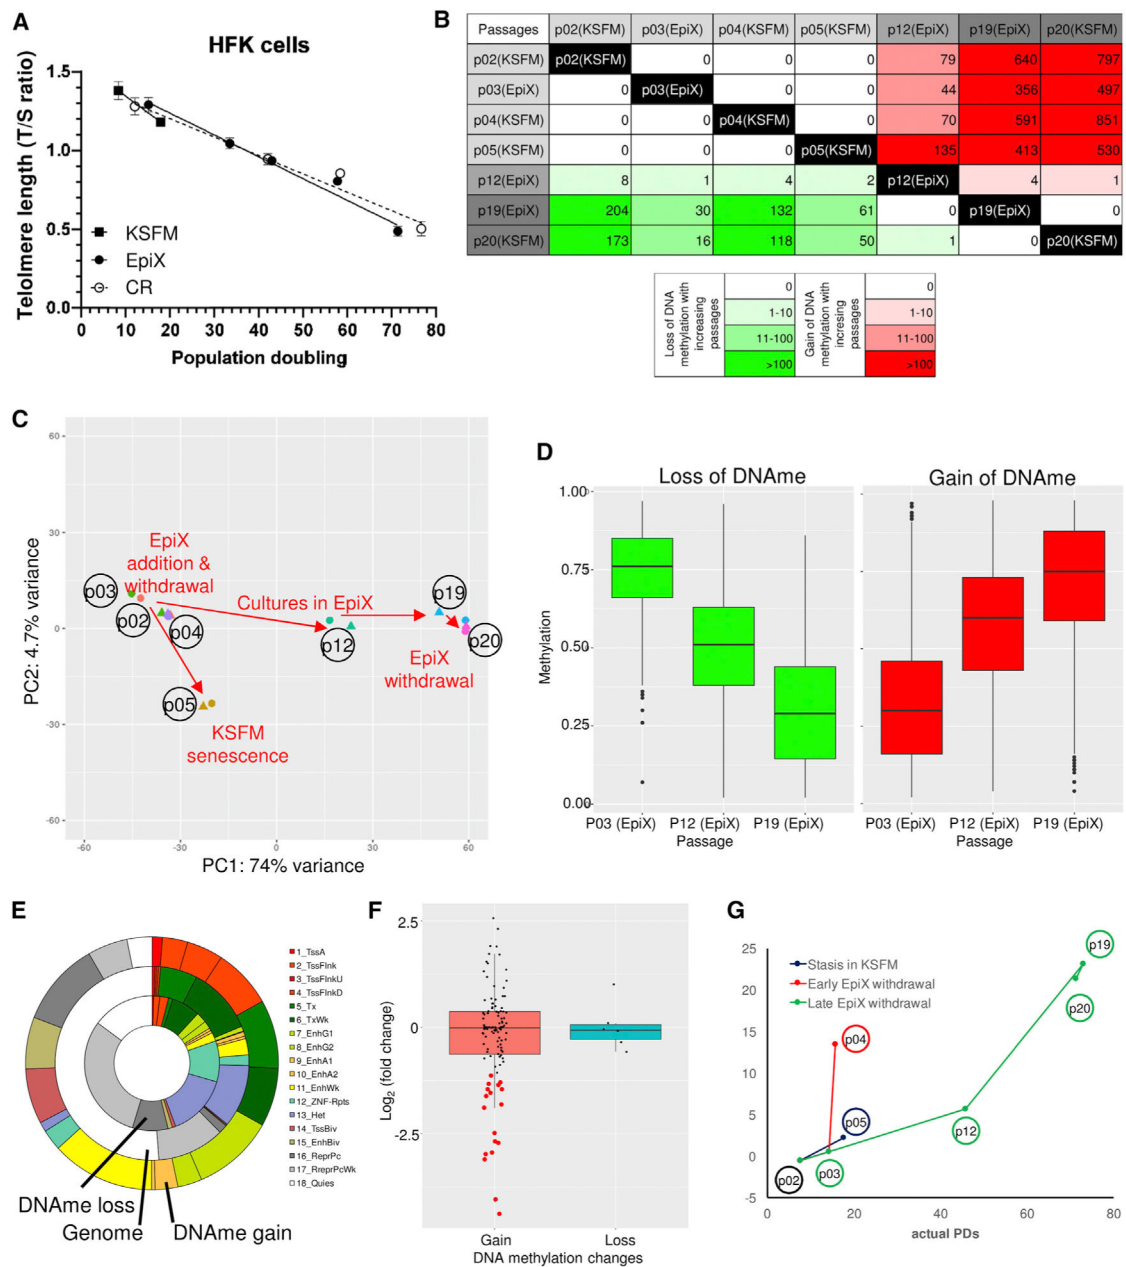 A
HFK cells
Telolmere length (T/S ratio)
1.5
1.0
0.5
0.0
KSFM
EpiX
CR
0 10 20 30 40 50 60 70 80
Population doubling
B
Passages p02(KSFM) p03(EpiX) p04(KSFM) p05(KSFM) p12(EpiX) p19(EpiX) p20(KSFM)
p02(KSFM) p02(KSFM) 0 0 0 79 640 797
p03(EpiX) 0 p03(EpiX) 0 0 44 356 497
p04(KSFM) 0 0 p04(KSFM) 0 70 591 851
p05(KSFM) 0 0 0 p05(KSFM) 135 413 530
p12(EpiX) 8 1 4 2 p12(EpiX) 4 1
p19(EpiX) 204 30 132 61 0 p19(EpiX) 0
p20(KSFM) 173 16 118 50 1 0 p20(KSFM)
Loss of DNA
methylation with
increasing
passages
0
1-10
11-100
>100
Gain of DNA
methylation with
incresing
passages
0
1-10
11-100
>100
C
PC2: 4.7% variance
60
30
0
-30
-60
EpiX
addition &
withdrawal
p03
p02
p04
Cultures in EpiX
p19
p12
p20
EpiX
withdrawal
p05
KSFM
senescence
-60 -30 0 30 60
PC1: 74% variance
D
Loss of DNAme Gain of DNAme
Methylation
1.00
0.75
0.50
0.25
0.00
P03 (EpiX) P12 (EpiX) P19 (EpiX) P03 (EpiX) P12 (EpiX) P19 (EpiX)
Passage Passage
E
1_TssA
2_TssFlnk
3_TssFlnkU
4_TssFlnkD
5_Tx
6_TxWk
7_EnhG1
8_EnhG2
9_EnhA1
10_EnhA2
11_EnhWk
12_ZNF-Rpts
13_Het
14_TssBiv
15_EnhBiv
16_ReprPc
17_RreprPcWk
18_Quies
DNAme loss
Genome
DNAme gain
F
Log2 (fold change)
2.5
0
-2.5
Gain Loss
DNA methylation changes
G
25
20
15
10
5
0
-5
Stasis in KSFM
Early EpiX withdrawal
Late EpiX withdrawal
p19
p20
p04
p05
p12
p02
p03
0 20 40 60 80
actual PDs